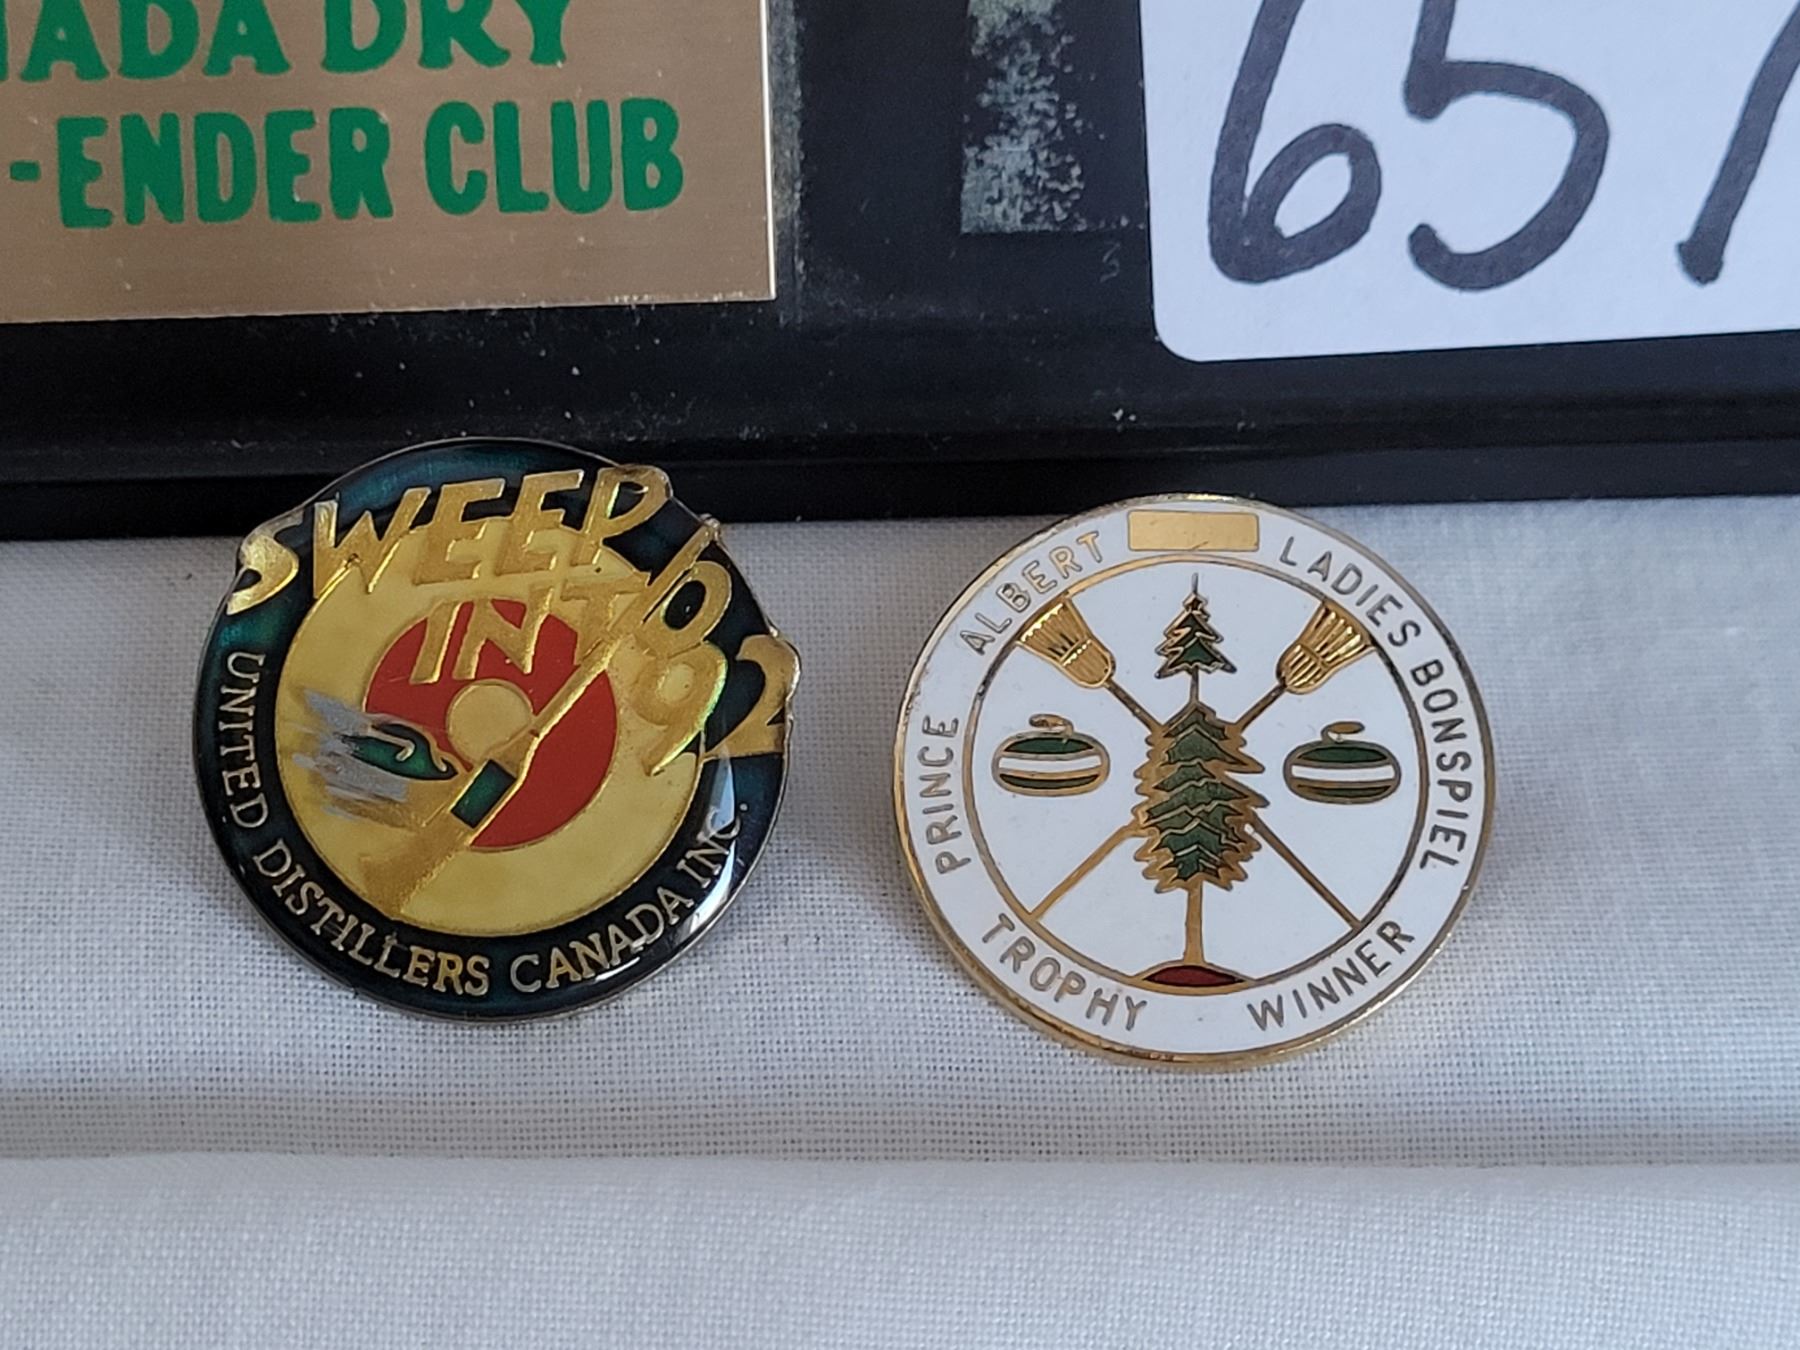 ADA DRY
-ENDER CLUB
65
SWEEP
INTO
92
UNITED DISTILLERS CANADA INC.
PRINCE ALBERT LADIES BONSPIEL
TROPHY WINNER